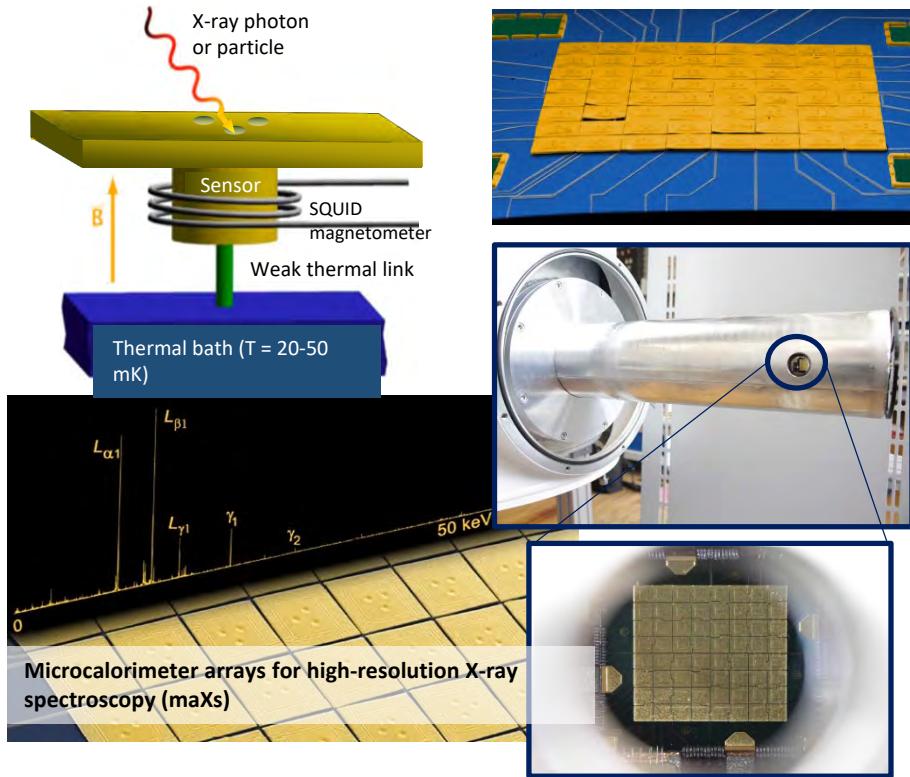 X-ray photon
or particle
Sensor
B
SQUID
magnetometer
Weak thermal link
Thermal bath (T = 20-50
mK)
Lβ1
Lα1
Lγ1
γ1
γ2
50 keV
0
Microcalorimeter arrays for high-resolution X-ray
spectroscopy (maXs)